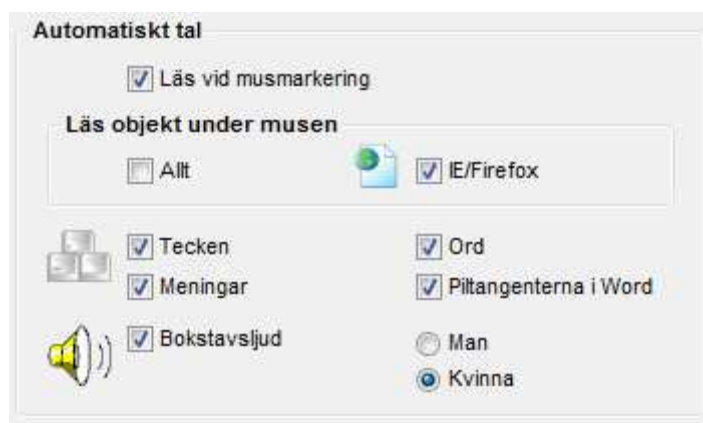 Automatiskt tal
Läs vid musmarkering
Läs objekt under musen
Allt IE/Firefox
Tecken Ord
Meningar Piltangenterna i Word
Bokstavsljud Man
Kvinna